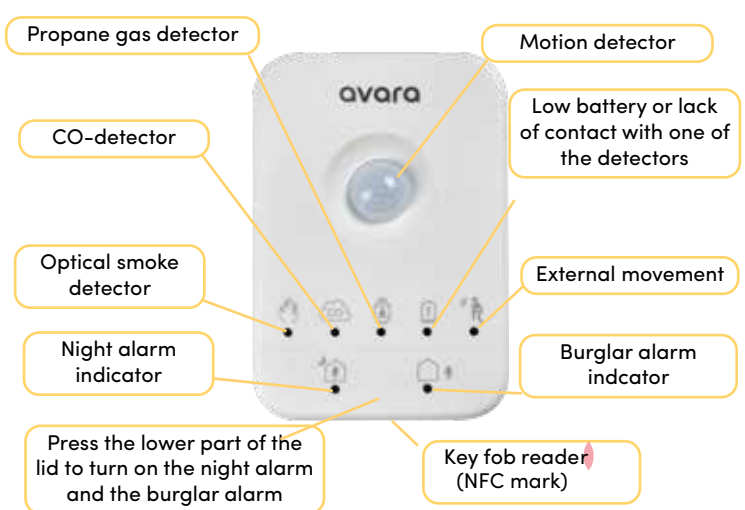 Propane gas detector
Motion detector
avara
Low battery or lack
of contact with one of
the detectors
CO-detector
Optical smoke
detector
External movement
CO
Night alarm
indicator
Burglar alarm
indcator
Press the lower part of the
lid to turn on the night alarm
and the burglar alarm
Key fob reader
(NFC mark)